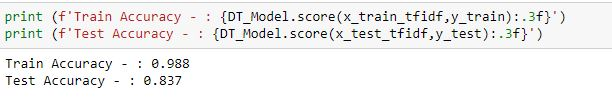 print (f'Train Accuracy - : {DT_Model.score(x_train_tfidf,y_train):.3f}')
print (f'Test Accuracy - : {DT_Model.score(x_test_tfidf,y_test):.3f}')
Train Accuracy - : 0.988
Test Accuracy - : 0.837